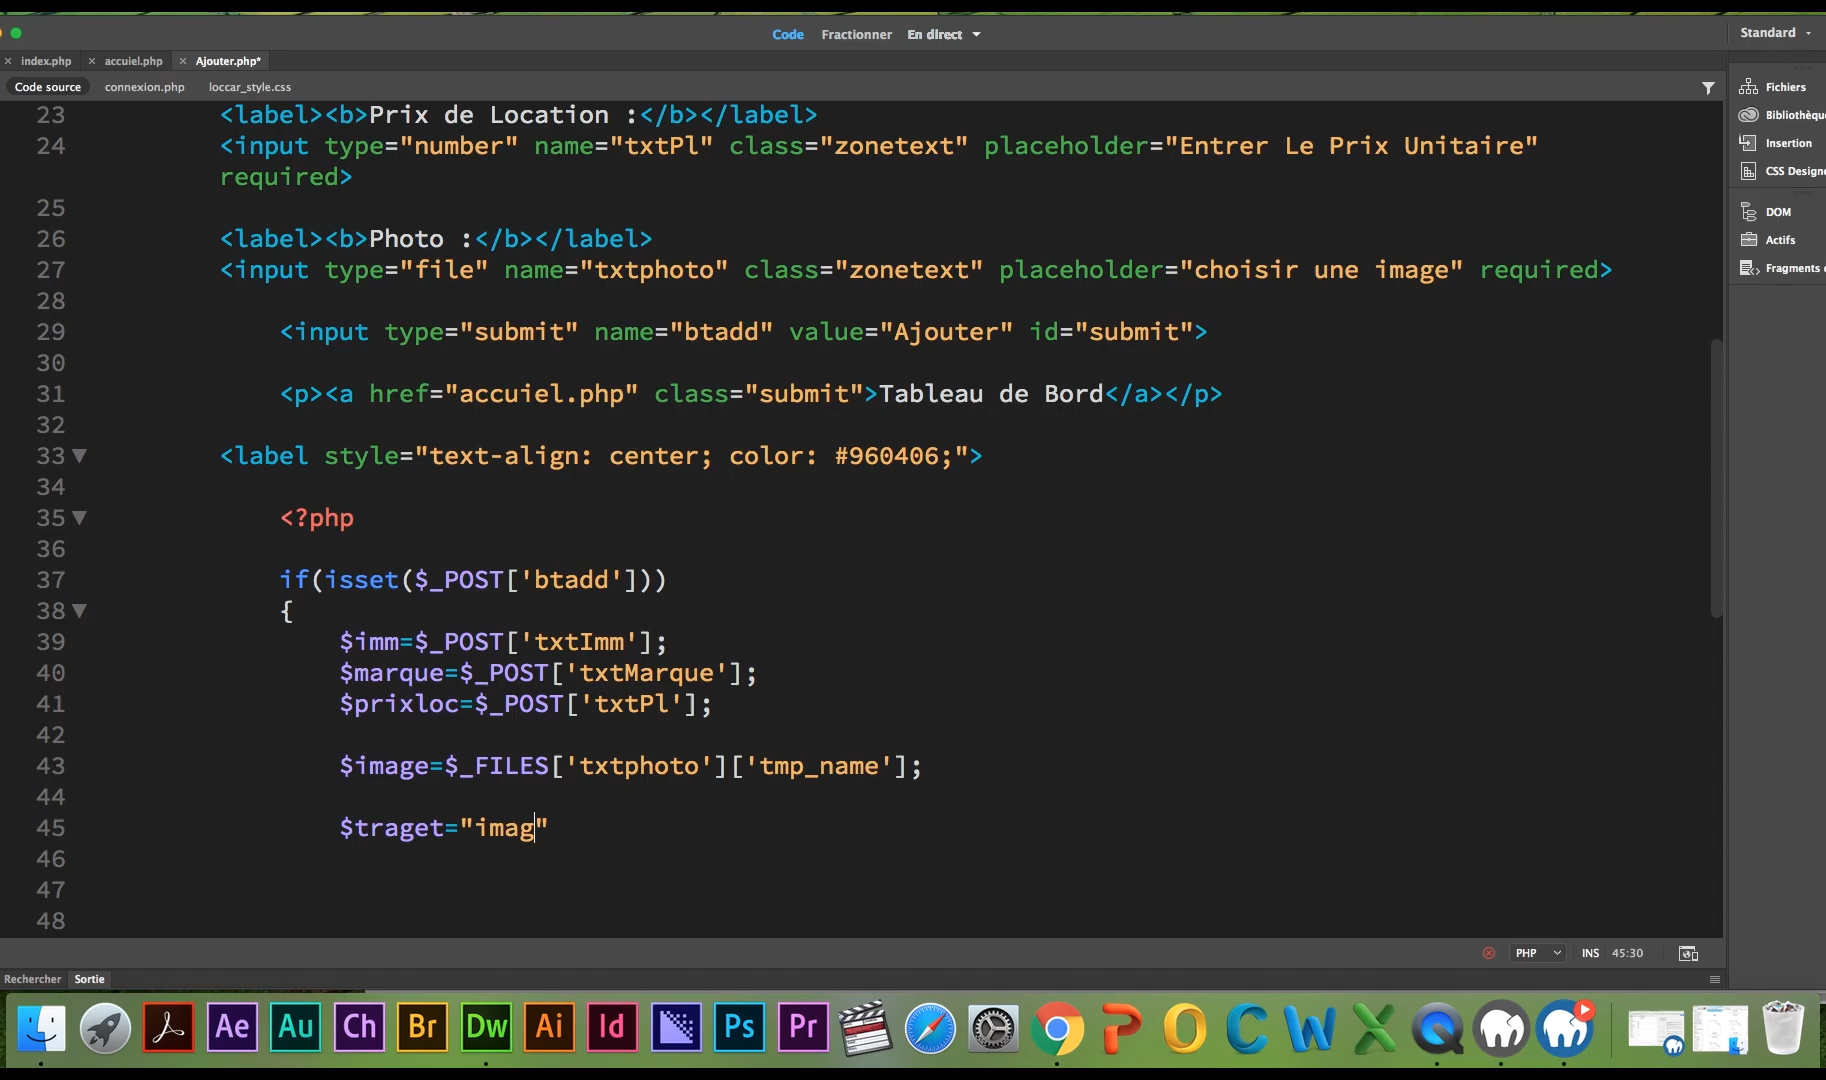 Code Fractionner En direct
Standard
index.php accuiel.php Ajouter.php*
Code source connexion.php loccar_style.css
Fichiers
Bibliothèqu
Insertion
CSS Designe
DOM
Actifs
Fragments
23 <label><b>Prix de Location :</b></label>
24 <input type="number" name="txtPl" class="zonetext" placeholder="Entrer Le Prix Unitaire"
required>
25
26 <label><b>Photo :</b></label>
27 <input type="file" name="txtphoto" class="zonetext" placeholder="choisir une image" required>
28
29 <input type="submit" name="btadd" value="Ajouter" id="submit">
30
31 <p><a href="accuiel.php" class="submit">Tableau de Bord</a></p>
32
33 <label style="text-align: center; color: #960406;">
34
35 <?php
36
37 if(isset($_POST['btadd']))
38 {
39 $imm=$_POST['txtImm'];
40 $marque=$_POST['txtMarque'];
41 $prixloc=$_POST['txtPl'];
42
43 $image=$_FILES['txtphoto']['tmp_name'];
44
45 $traget="imag"
46
47
48
PHP INS 45:30
Rechercher Sortie
Ae Au Ch Br Dw Ai Id Ps Pr